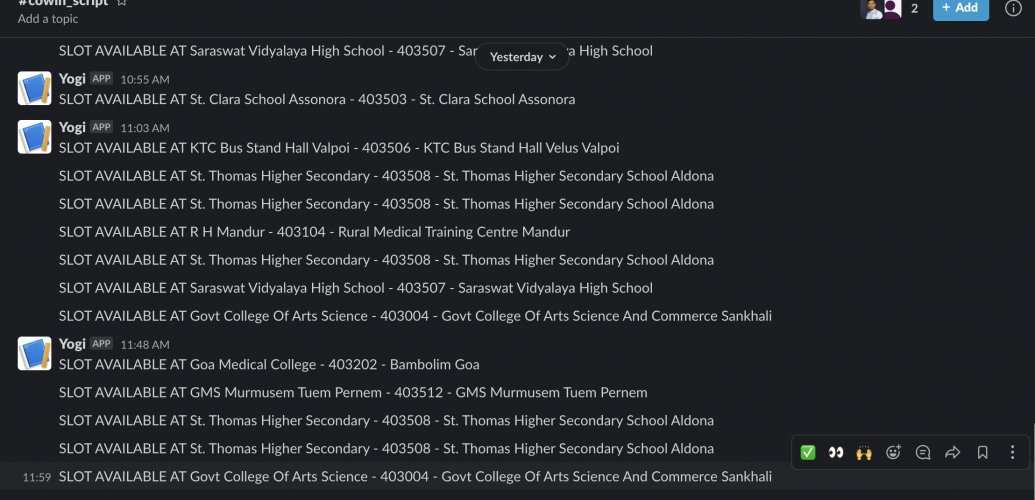 #cowin_script
Add a topic
2
+ Add
SLOT AVAILABLE AT Saraswat Vidyalaya High School - 403507 - High School
Yesterday
Yogi APP 10:55 AM
SLOT AVAILABLE AT St. Clara School Assonora - 403503 - St. Clara School Assonora
Yogi APP 11:03 AM
SLOT AVAILABLE AT KTC Bus Stand Hall Valpoi - 403506 - KTC Bus Stand Hall Velus Valpoi
SLOT AVAILABLE AT St. Thomas Higher Secondary - 403508 - St. Thomas Higher Secondary School Aldona
SLOT AVAILABLE AT St. Thomas Higher Secondary - 403508 - St. Thomas Higher Secondary School Aldona
SLOT AVAILABLE AT R H Mandur - 403104 - Rural Medical Training Centre Mandur
SLOT AVAILABLE AT St. Thomas Higher Secondary - 403508 - St. Thomas Higher Secondary School Aldona
SLOT AVAILABLE AT Saraswat Vidyalaya High School - 403507 - Saraswat Vidyalaya High School
SLOT AVAILABLE AT Govt College Of Arts Science - 403004 - Govt College Of Arts Science And Commerce Sankhali
Yogi APP 11:48 AM
SLOT AVAILABLE AT Goa Medical College - 403202 - Bambolim Goa
SLOT AVAILABLE AT GMS Murmusem Tuem Pernem - 403512 - GMS Murmusem Tuem Pernem
SLOT AVAILABLE AT St. Thomas Higher Secondary - 403508 - St. Thomas Higher Secondary School Aldona
SLOT AVAILABLE AT St. Thomas Higher Secondary - 403508 - St. Thomas Higher Secondary School Aldona
11:59 SLOT AVAILABLE AT Govt College Of Arts Science - 403004 - Govt College Of Arts Science And Commerce Sankhali